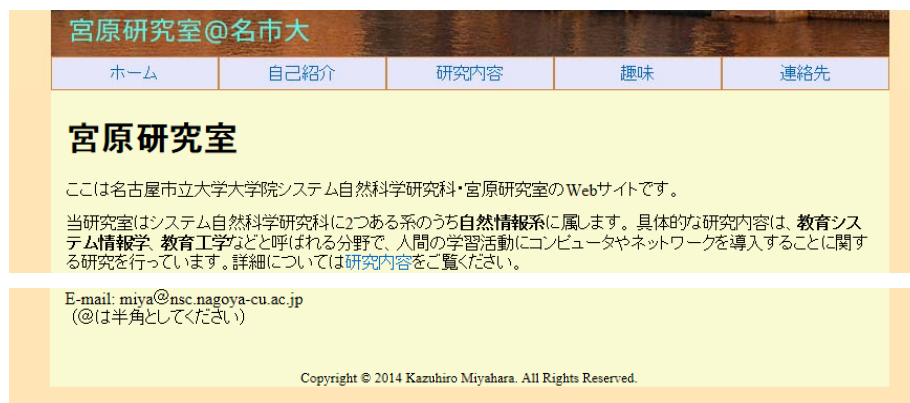 宮原研究室@名市大
ホーム 自己紹介 研究内容 趣味 連絡先
宮原研究室
ここは名古屋市立大学大学院システム自然科学研究科・宮原研究室のWebサイトです。
当研究室はシステム自然科学研究科に2つある系のうち自然情報系に属します。具体的な研究内容は、教育シス
テム情報学、教育工学などと呼ばれる分野で、人間の学習活動にコンピュータやネットワークを導入することに関す
る研究を行っています。詳細については研究内容をご覧ください。
E-mail: miya@nsc.nagoya-cu.ac.jp
（@は半角としてください）
Copyright © 2014 Kazuhiro Miyahara. All Rights Reserved.